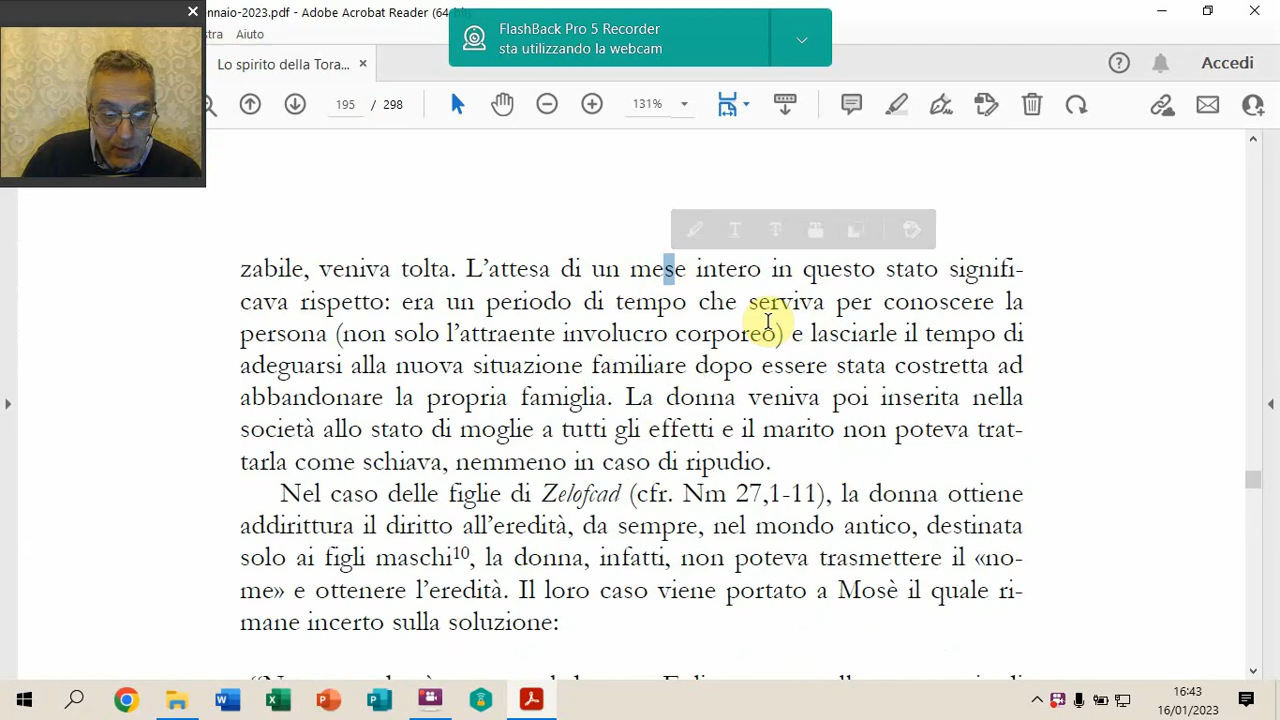 nnaio-2023.pdf - Adobe Acrobat Reader (64-bit)
stra Aiuto
FlashBack Pro 5 Recorder
sta utilizzando la webcam
Lo spirito della Tora...
Accedi
195 / 298
131%
zabile, veniva tolta. L’attesa di un mese intero in questo stato signifi-
cava rispetto: era un periodo di tempo che serviva per conoscere la
persona (non solo l’attraente involucro corporeo) e lasciarle il tempo di
adeguarsi alla nuova situazione familiare dopo essere stata costretta ad
abbandonare la propria famiglia. La donna veniva poi inserita nella
società allo stato di moglie a tutti gli effetti e il marito non poteva trat-
tarla come schiava, nemmeno in caso di ripudio.
Nel caso delle figlie di Zelofcad (cfr. Nm 27,1-11), la donna ottiene
addirittura il diritto all’eredità, da sempre, nel mondo antico, destinata
solo ai figli maschi¹⁰, la donna, infatti, non poteva trasmettere il «no-
me» e ottenere l’eredità. Il loro caso viene portato a Mosè il quale ri-
mane incerto sulla soluzione:
16:43
16/01/2023